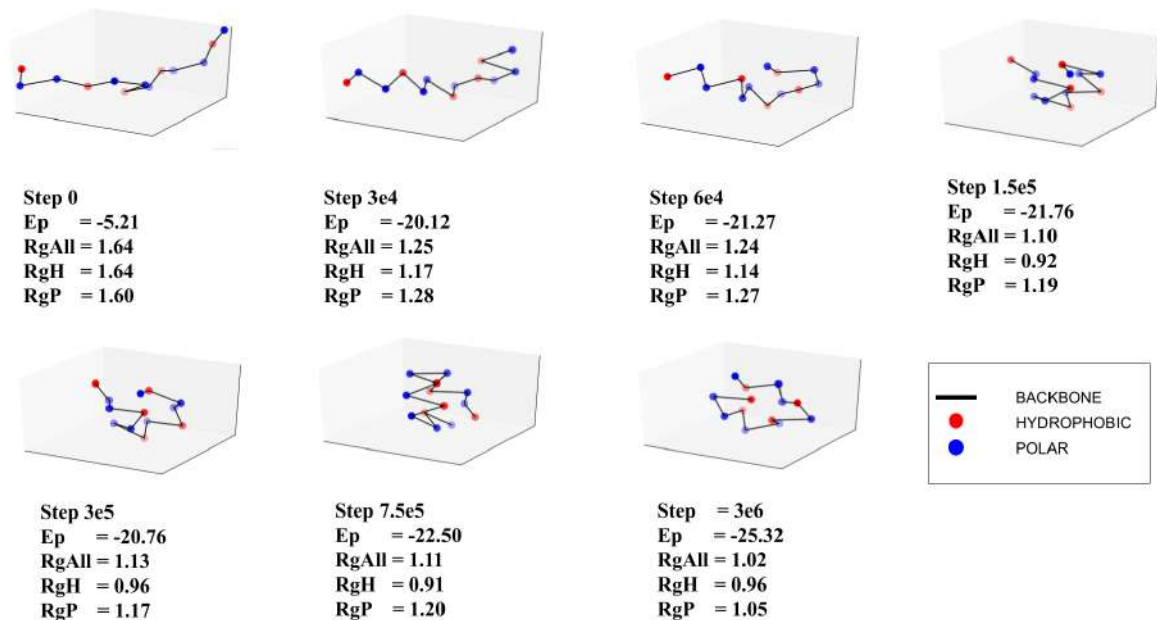 Step 0
Ep = -5.21
RgAll = 1.64
RgH = 1.64
RgP = 1.60
Step 3e4
Ep = -20.12
RgAll = 1.25
RgH = 1.17
RgP = 1.28
Step 6e4
Ep = -21.27
RgAll = 1.24
RgH = 1.14
RgP = 1.27
Step 1.5e5
Ep = -21.76
RgAll = 1.10
RgH = 0.92
RgP = 1.19
Step 3e5
Ep = -20.76
RgAll = 1.13
RgH = 0.96
RgP = 1.17
Step 7.5e5
Ep = -22.50
RgAll = 1.11
RgH = 0.91
RgP = 1.20
Step = 3e6
Ep = -25.32
RgAll = 1.02
RgH = 0.96
RgP = 1.05
BACKBONE
HYDROPHOBIC
POLAR